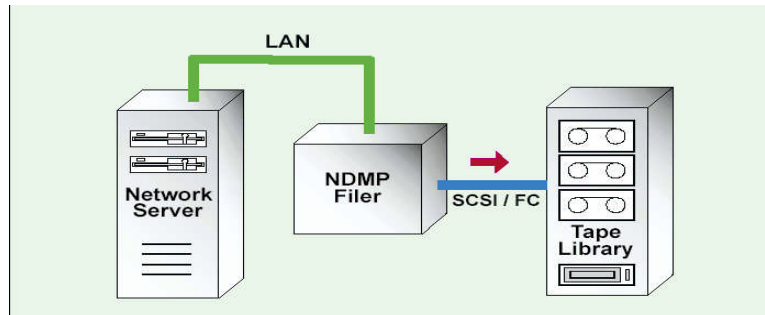 LAN
Network
Server
NDMP
Filer
SCSI / FC
Tape
Library